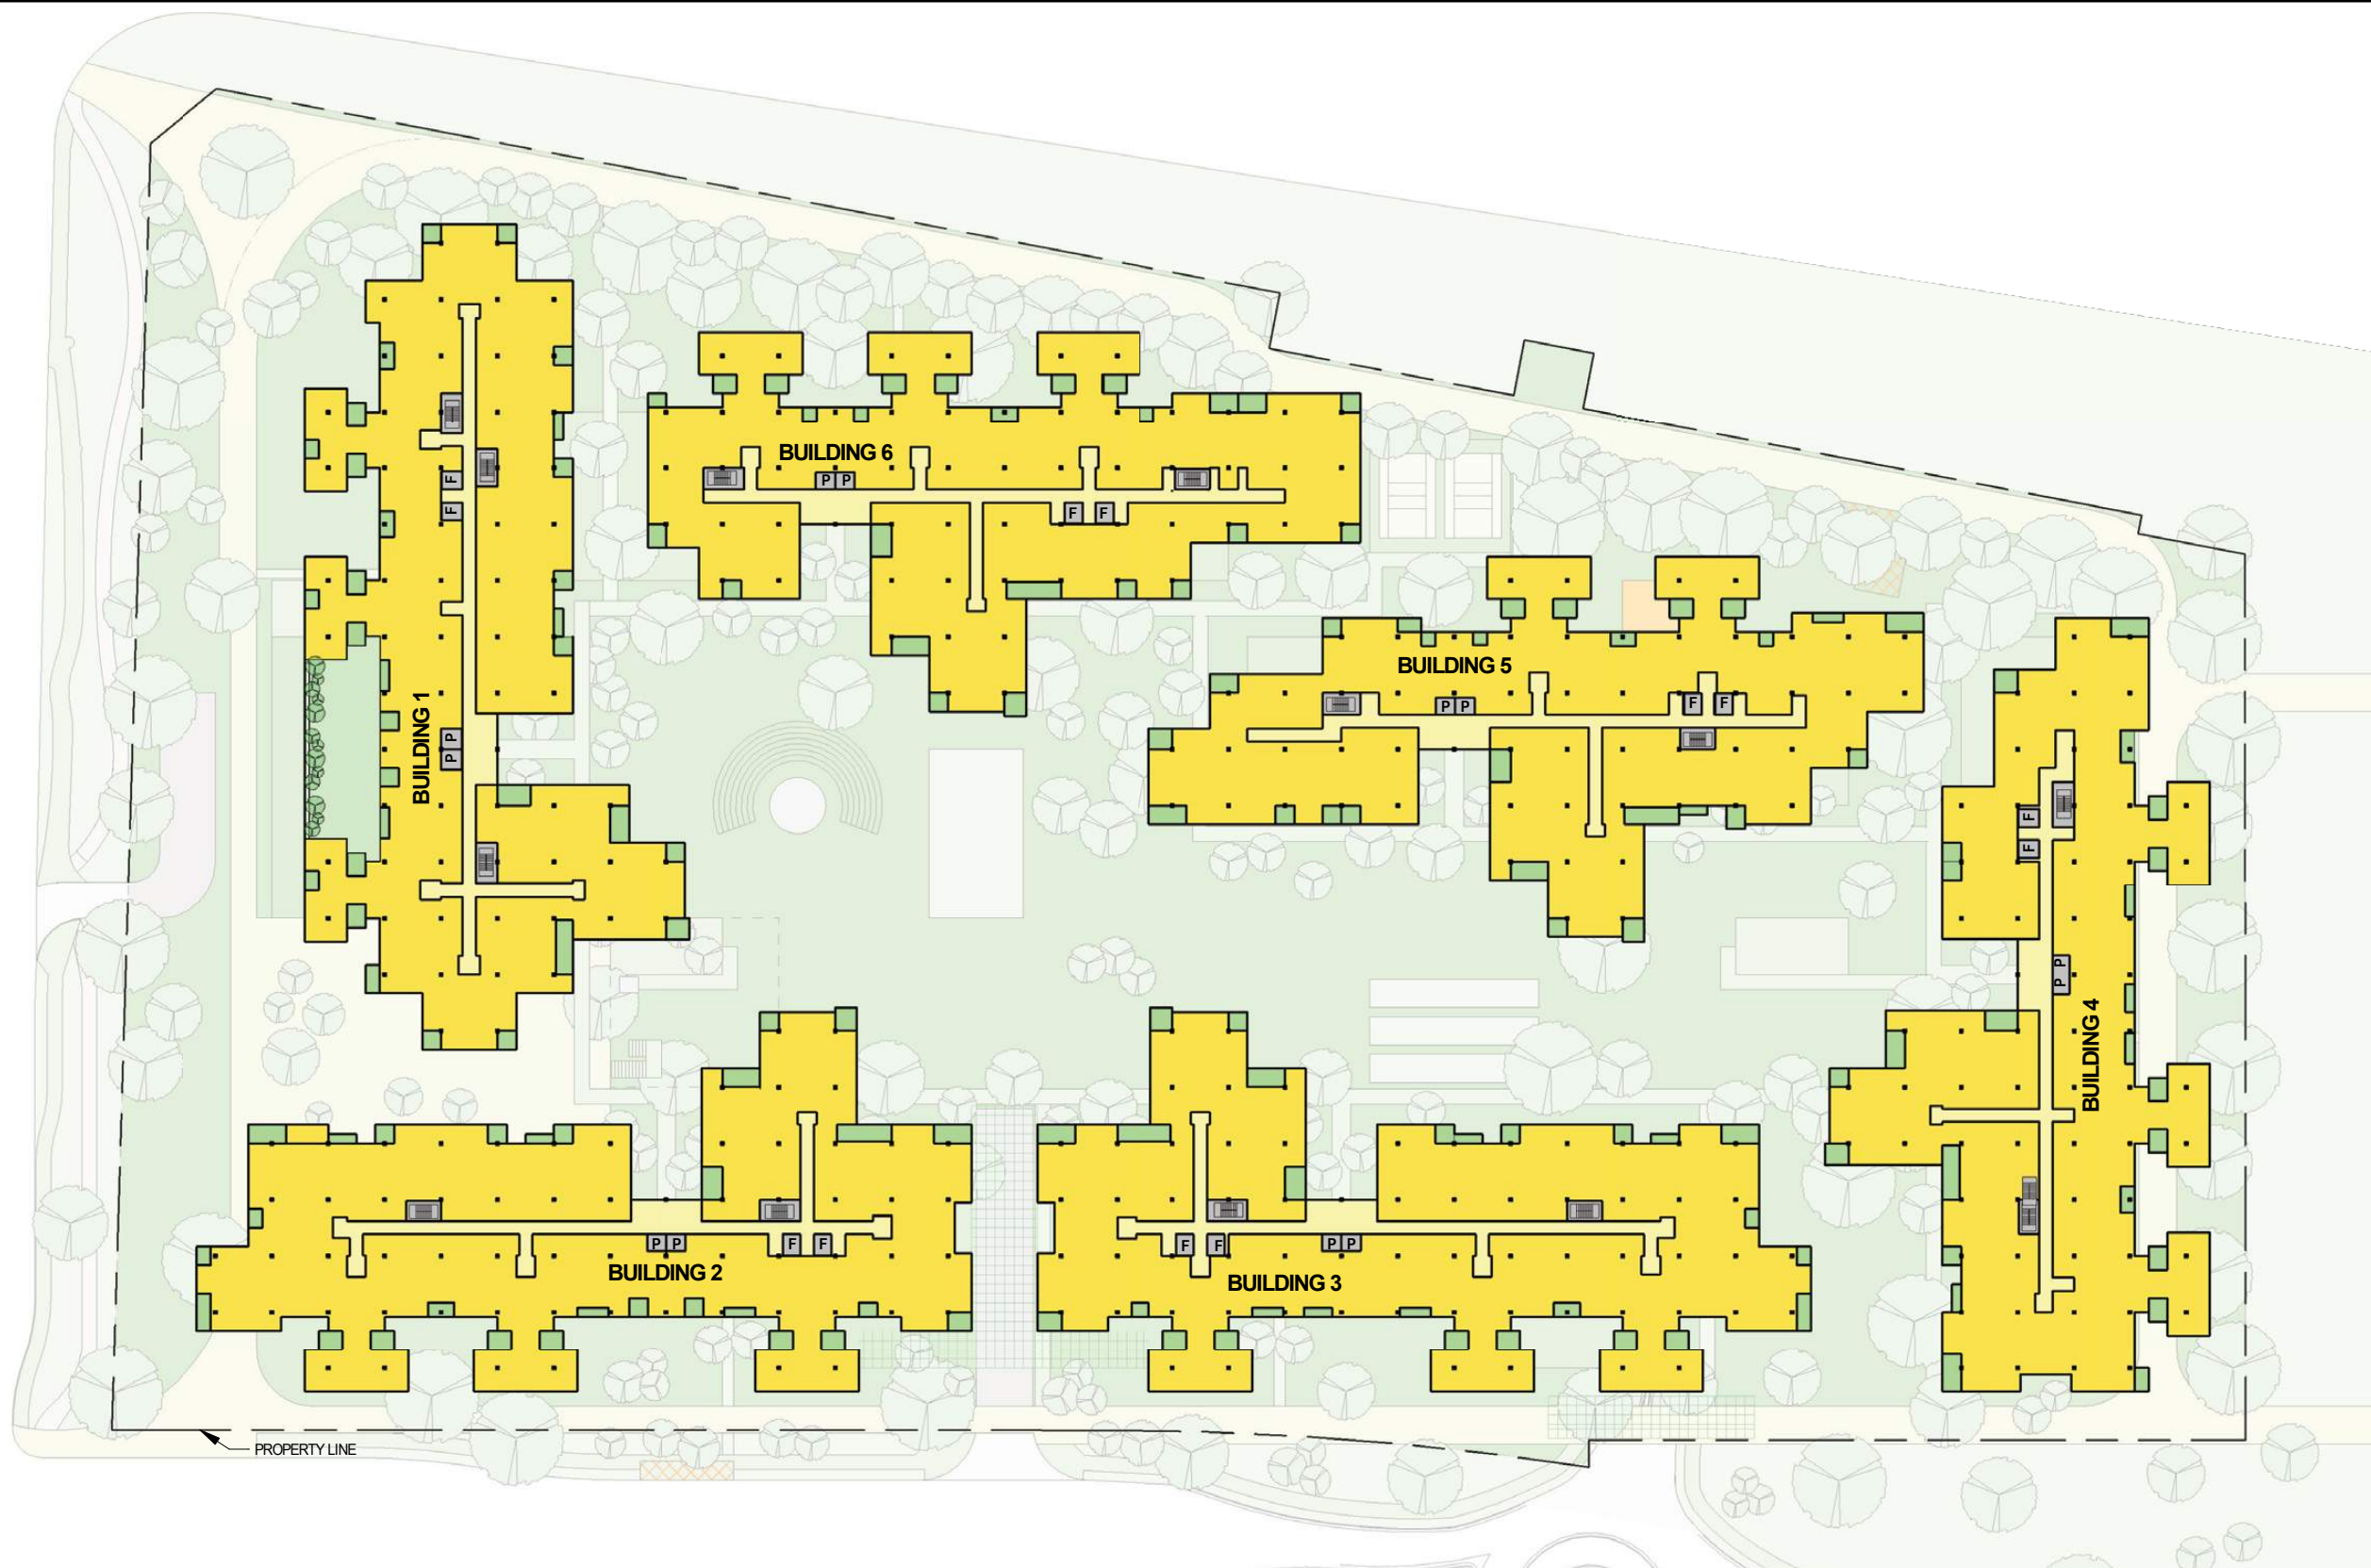 BUILDING 6
P P
F F
F
F
BUILDING 5
P P
F F
BUILDING 1
P P
F
F
P P
BUILDING 4
P P
F F
BUILDING 2
F F
P P
BUILDING 3
PROPERTY LINE